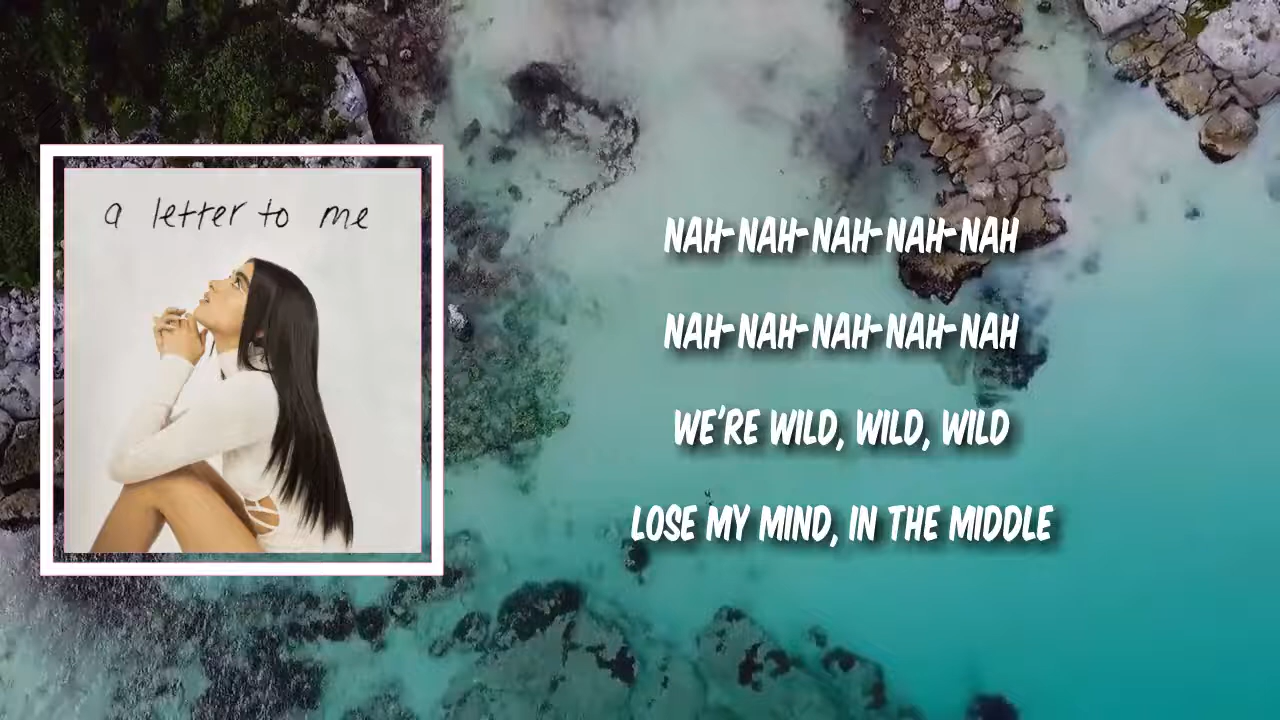 a letter to me
NAH-NAH-NAH-NAH-NAH
NAH-NAH-NAH-NAH-NAH
WE'RE WILD, WILD, WILD
LOSE MY MIND, IN THE MIDDLE